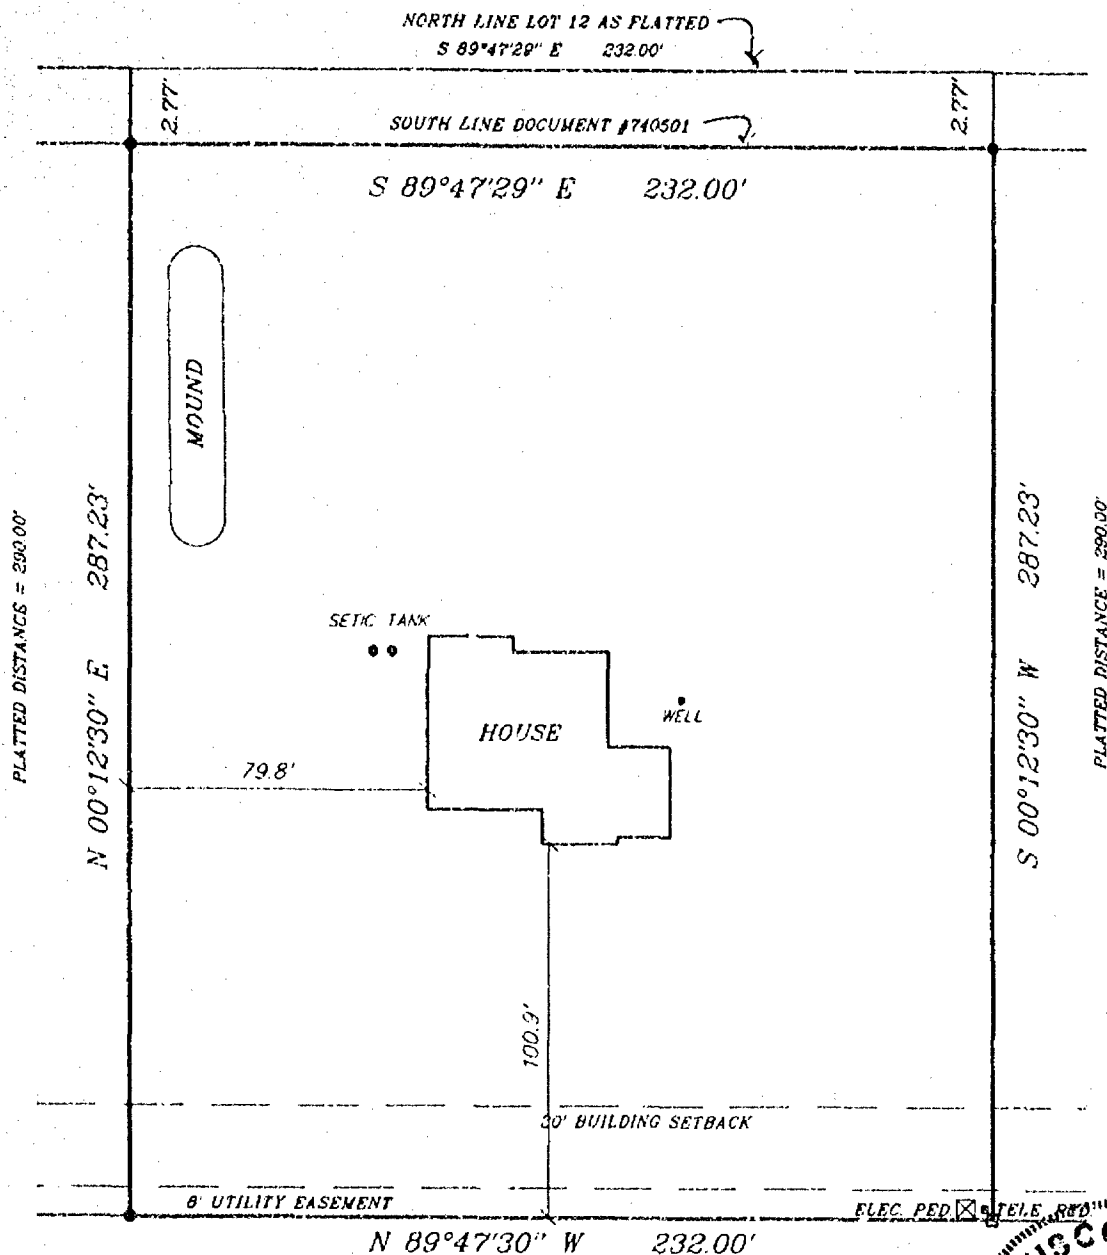 NORTH LINE LOT 12 AS PLATTED
S 89°47'29" E 232.00'
2.77'
2.77'
SOUTH LINE DOCUMENT #740501
S 89°47'29" E 232.00'
MOUND
PLATTED DISTANCE = 290.00'
N 00°12'30" E 287.23'
S 00°12'30" W 287.23'
PLATTED DISTANCE = 290.00'
SETIC TANK
HOUSE
WELL
79.8'
100.9'
30' BUILDING SETBACK
8' UTILITY EASEMENT
ELEC. PED.
TELE.
N 89°47'30" W 232.00'